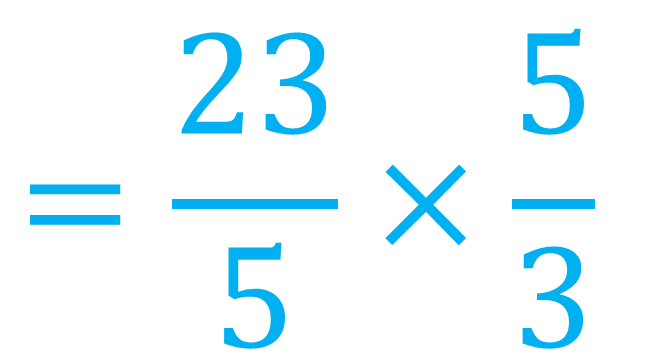 = 23/5 × 5/3